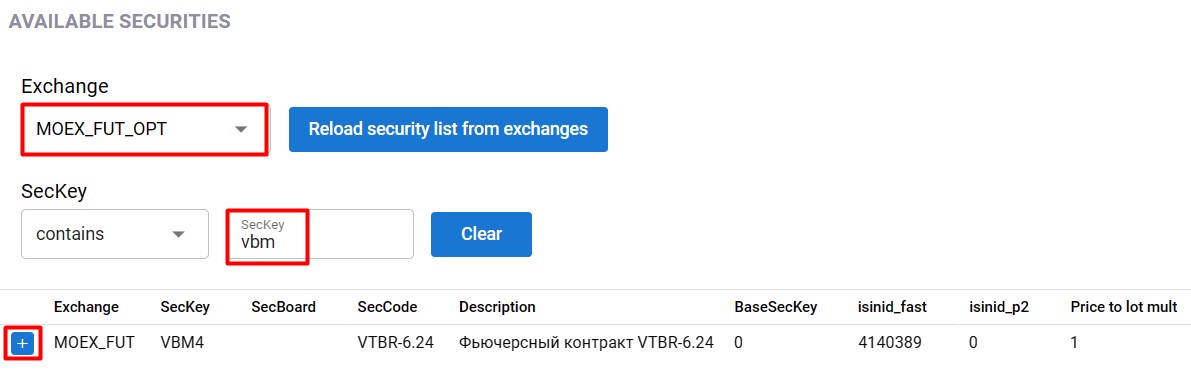 AVAILABLE SECURITIES
Exchange
MOEX_FUT_OPT
Reload security list from exchanges
SecKey
contains
SecKey
vbm
Clear
Exchange SecKey SecBoard SecCode Description BaseSecKey isinid_fast isinid_p2 Price to lot mult
+ MOEX_FUT VBM4 VTBR-6.24 Фьючерсный контракт VTBR-6.24 0 4140389 0 1